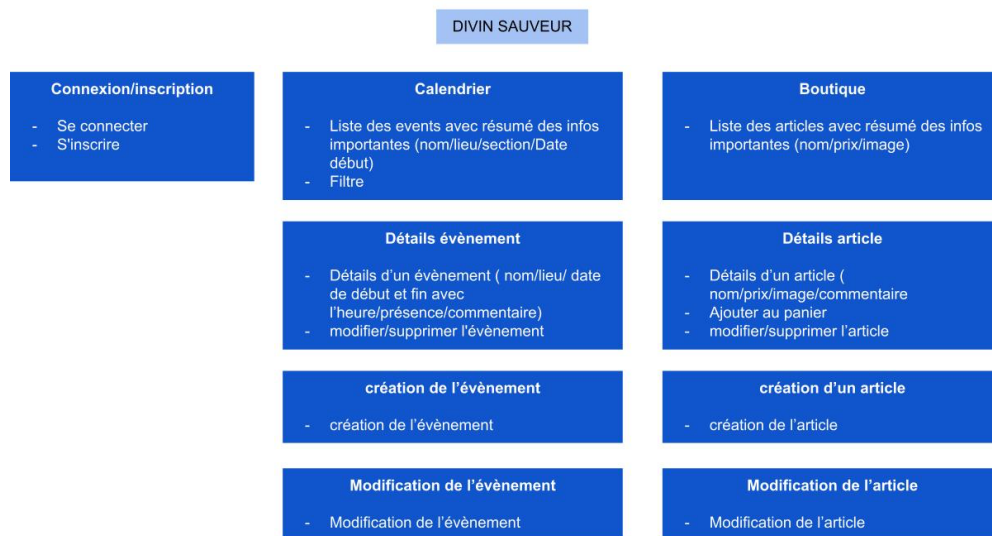 DIVIN SAUVEUR
Connexion/inscription
- Se connecter
- S'inscrire
Calendrier
- Liste des events avec résumé des infos
importantes (nom/lieu/section/Date
début)
- Filtre
Boutique
- Liste des articles avec résumé des infos
importantes (nom/prix/image)
Détails évènement
- Détails d’un évènement ( nom/lieu/ date
de début et fin avec
l’heure/présence/commentaire)
- modifier/supprimer l'évènement
Détails article
- Détails d’un article (
nom/prix/image/commentaire
- Ajouter au panier
- modifier/supprimer l’article
création de l’évènement
- création de l’évènement
création d’un article
- création de l’article
Modification de l’évènement
- Modification de l’évènement
Modification de l’article
- Modification de l’article